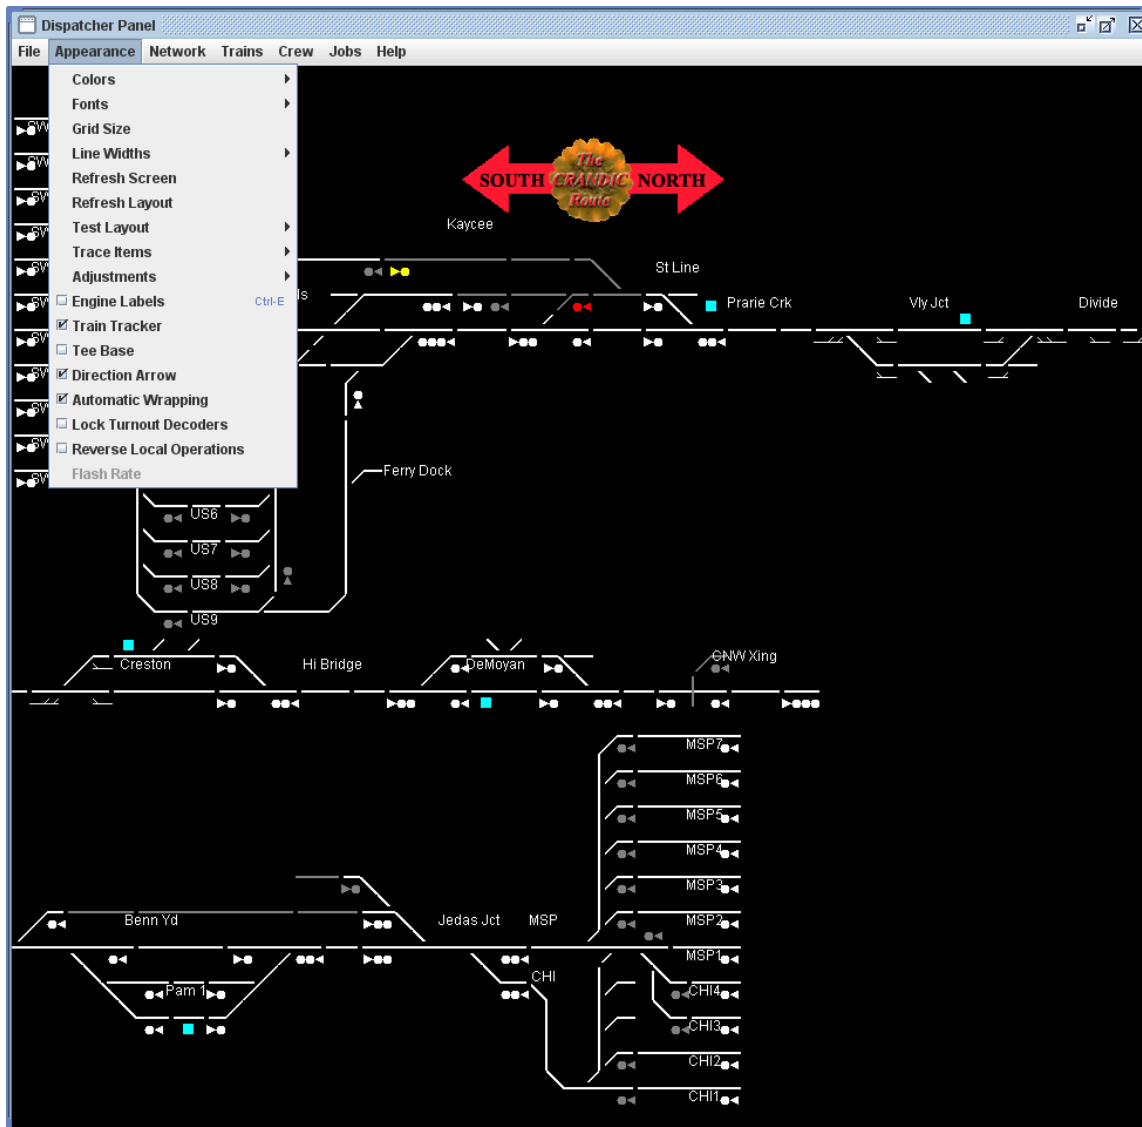 Dispatcher Panel
File Appearance Network Trains Crew Jobs Help
Colors
Fonts
Grid Size
Line Widths
Refresh Screen
Refresh Layout
Test Layout
Trace Items
Adjustments
Engine Labels Ctrl-E
Train Tracker
Tee Base
Direction Arrow
Automatic Wrapping
Lock Turnout Decoders
Reverse Local Operations
Flash Rate
The
SOUTH CRANDIC NORTH
Route
Kaycee
St Line
Prarie Crk
Vly Jct
Divide
Ferry Dock
US6
US7
US8
US9
Creston
Hi Bridge
DeMoyan
CNW Xing
MSP7
MSP6
MSP5
MSP4
MSP3
Benn Yd
Jedas Jct
MSP
MSP2
MSP1
CHI
Pam 1
CHI4
CHI3
CHI2
CHI1